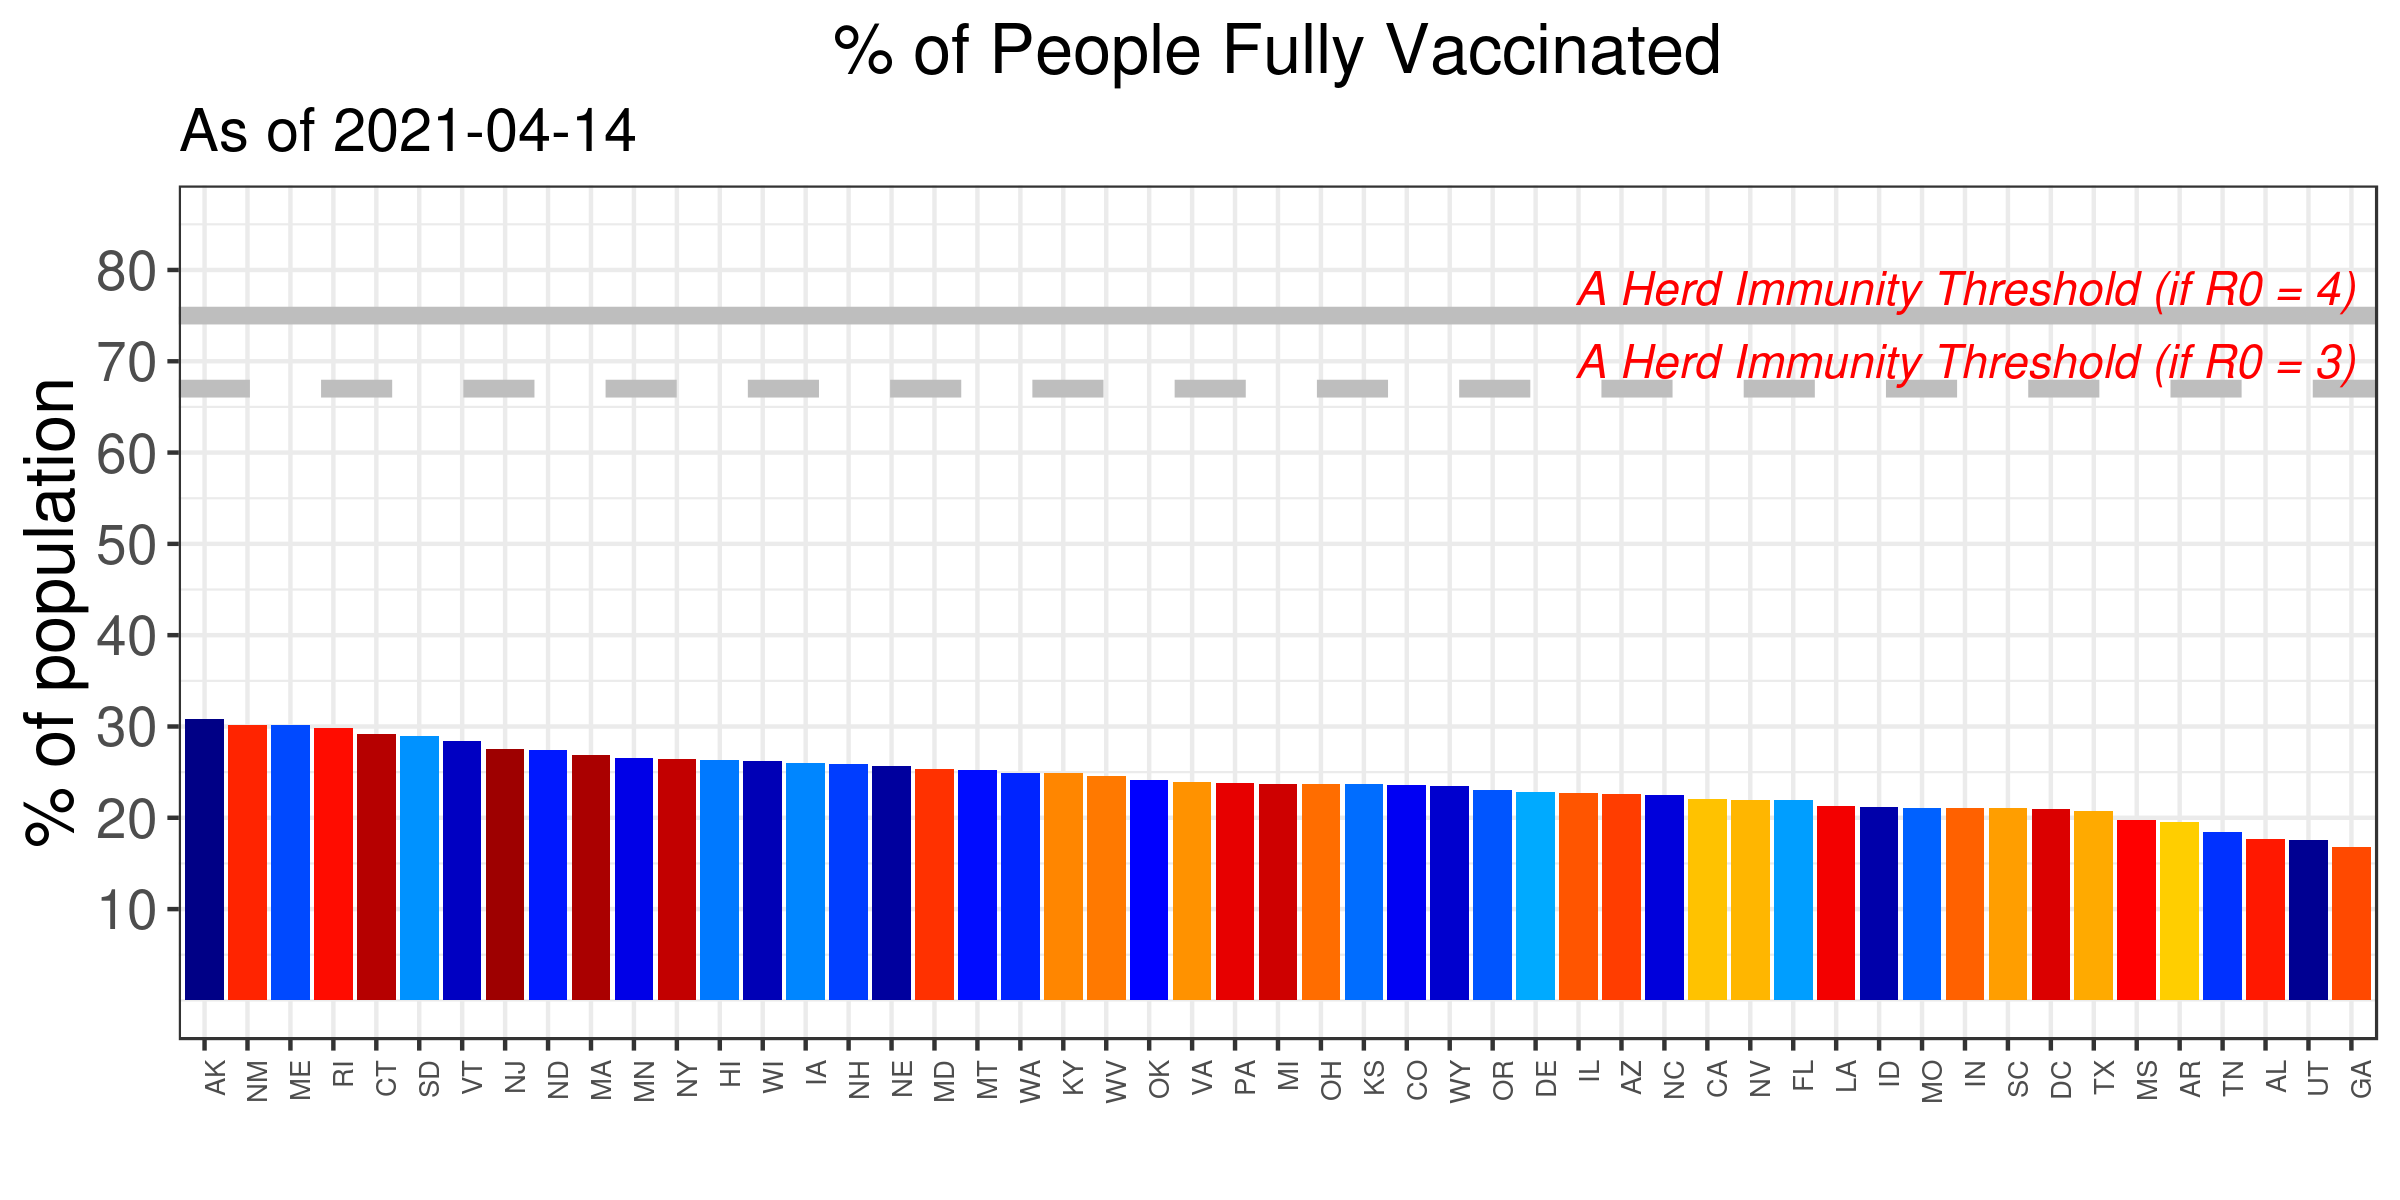 % of People Fully Vaccinated
As of 2021-04-14
% of population
80
70
60
50
40
30
20
10
A Herd Immunity Threshold (if R0 = 4)
A Herd Immunity Threshold (if R0 = 3)
AK NM ME RI CT SD VT NJ ND MA MN NY HI WI IA NH NE MD MT WA KY WV OK VA PA MI OH KS CO WY OR DE IL AZ NC CA NV FL LA ID MO IN SC DC TX MS AR TN AL UT GA